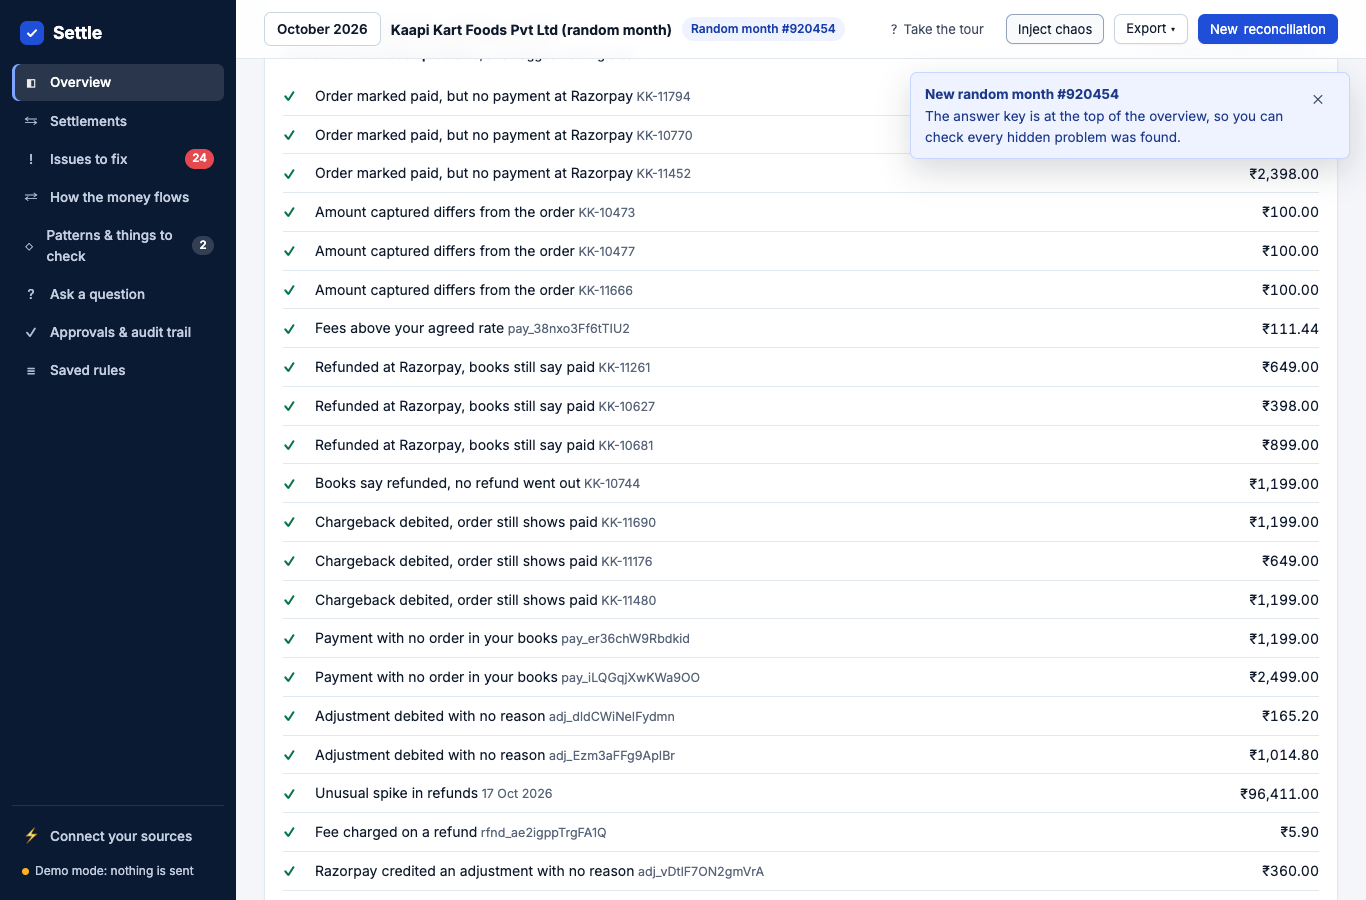 Settle
Overview
Settlements
Issues to fix 24
How the money flows
Patterns & things to
check
2
Ask a question
Approvals & audit trail
Saved rules
Connect your sources
Demo mode: nothing is sent
October 2026 Kaapi Kart Foods Pvt Ltd (random month) Random month #920454 ? Take the tour Inject chaos Export New reconciliation
New random month #920454
The answer key is at the top of the overview, so you can
check every hidden problem was found.
Order marked paid, but no payment at Razorpay KK-11794
Order marked paid, but no payment at Razorpay KK-10770
Order marked paid, but no payment at Razorpay KK-11452 ₹2,398.00
Amount captured differs from the order KK-10473 ₹100.00
Amount captured differs from the order KK-10477 ₹100.00
Amount captured differs from the order KK-11666 ₹100.00
Fees above your agreed rate pay_38nxo3Ff6tTIU2 ₹111.44
Refunded at Razorpay, books still say paid KK-11261 ₹649.00
Refunded at Razorpay, books still say paid KK-10627 ₹398.00
Refunded at Razorpay, books still say paid KK-10681 ₹899.00
Books say refunded, no refund went out KK-10744 ₹1,199.00
Chargeback debited, order still shows paid KK-11690 ₹1,199.00
Chargeback debited, order still shows paid KK-11176 ₹649.00
Chargeback debited, order still shows paid KK-11480 ₹1,199.00
Payment with no order in your books pay_er36chW9Rbdkid ₹1,199.00
Payment with no order in your books pay_iLQGqjXwKWa9OO ₹2,499.00
Adjustment debited with no reason adj_dldCWiNelFydmn ₹165.20
Adjustment debited with no reason adj_Ezm3aFFg9AplBr ₹1,014.80
Unusual spike in refunds 17 Oct 2026 ₹96,411.00
Fee charged on a refund rfnd_ae2igppTrgFA1Q ₹5.90
Razorpay credited an adjustment with no reason adj_vDtlF7ON2gmVrA ₹360.00